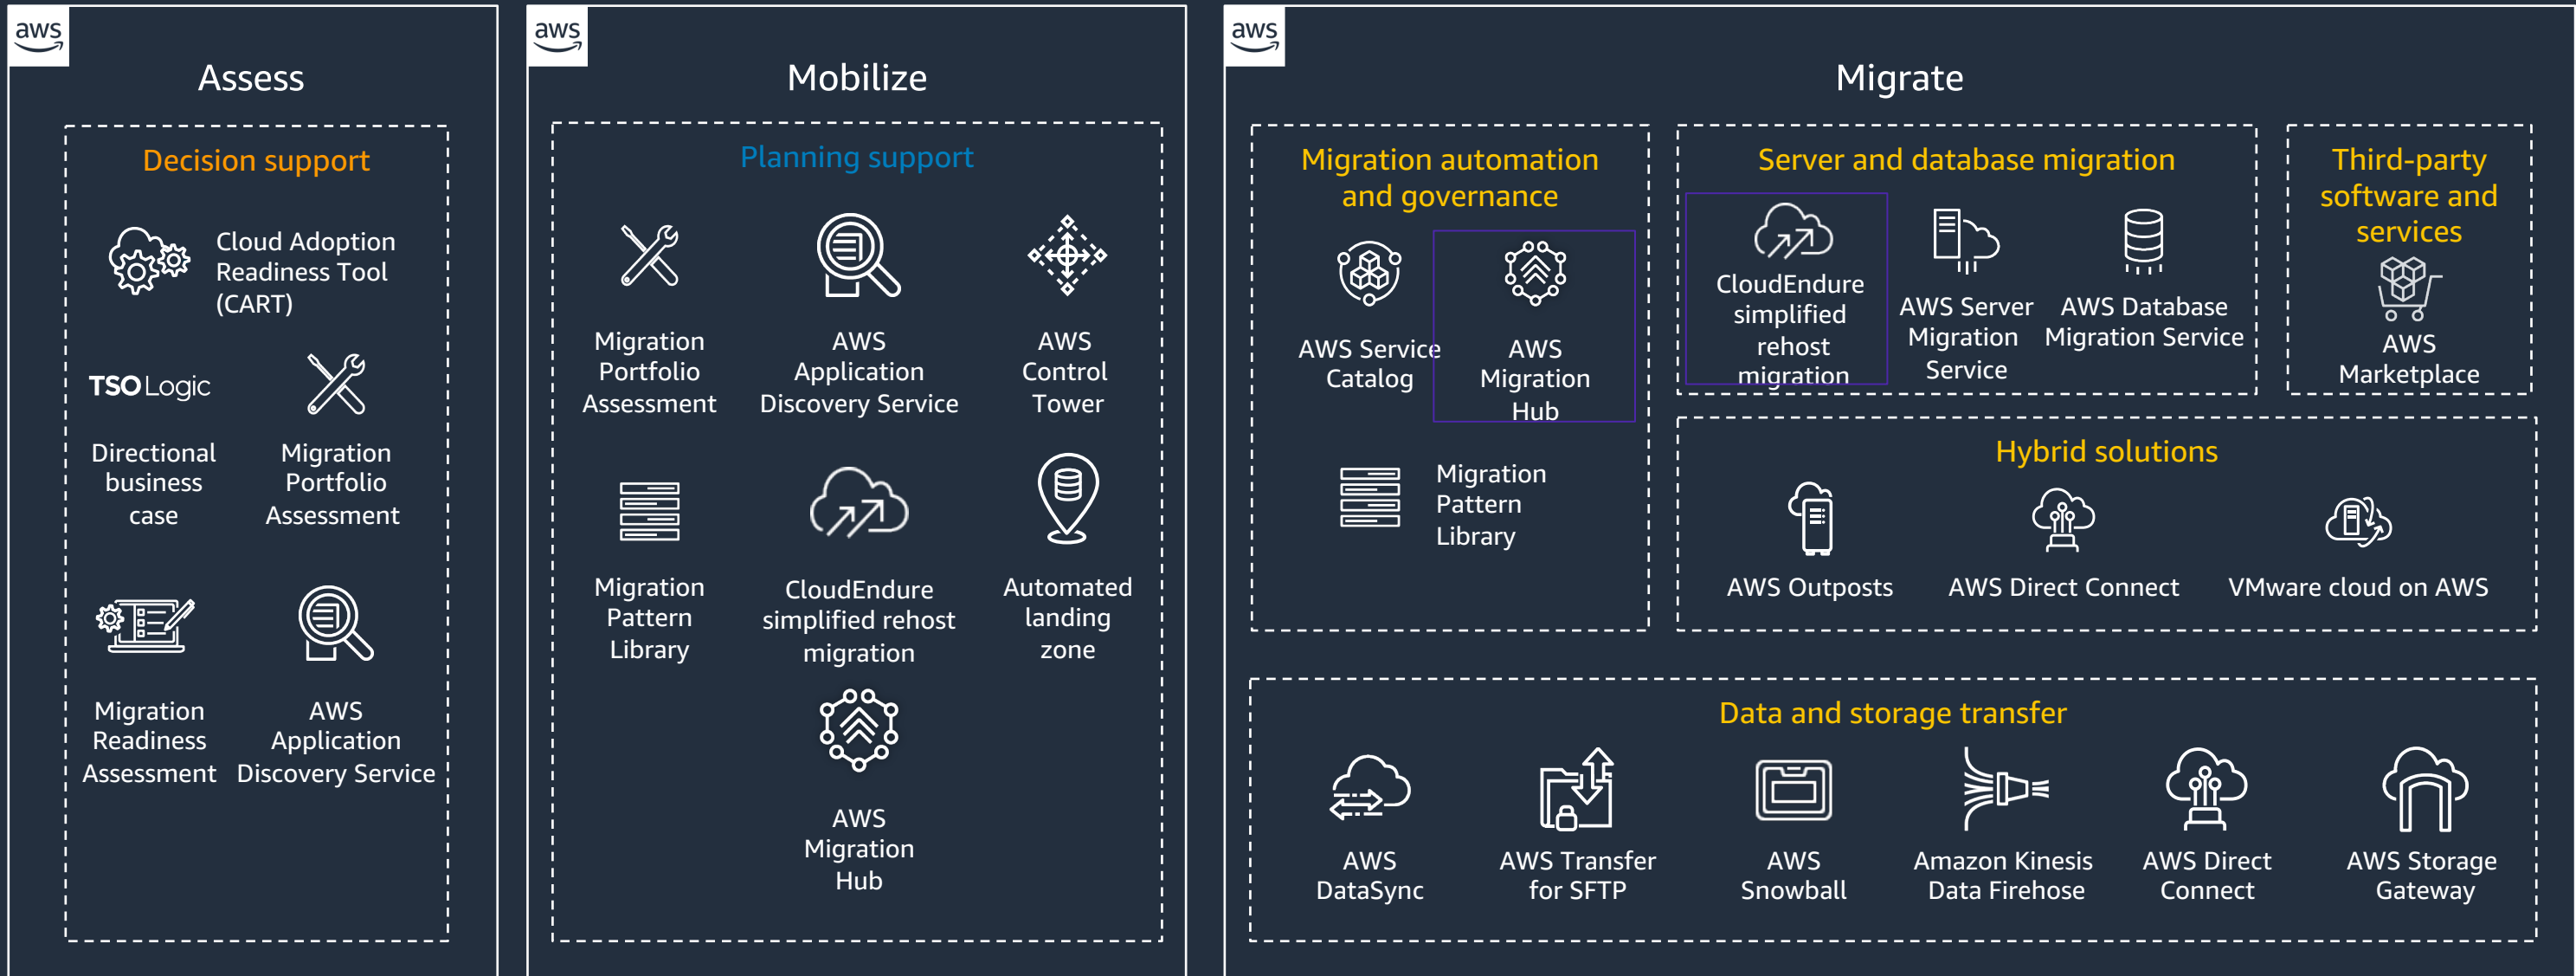 aws
Assess
Decision support
Cloud Adoption
Readiness Tool
(CART)
TSO Logic
Directional
business
case
Migration
Portfolio
Assessment
Migration
Readiness
Assessment
AWS
Application
Discovery Service
aws
Mobilize
Planning support
Migration
Portfolio
Assessment
AWS
Application
Discovery Service
AWS
Control
Tower
Migration
Pattern
Library
CloudEndure
simplified rehost
migration
Automated
landing
zone
AWS
Migration
Hub
aws
Migrate
Migration automation
and governance
AWS Service
Catalog
AWS
Migration
Hub
Migration
Pattern
Library
Server and database migration
CloudEndure
simplified
rehost
migration
AWS Server
Migration
Service
AWS Database
Migration Service
Third-party
software and
services
AWS
Marketplace
Hybrid solutions
AWS Outposts
AWS Direct Connect
VMware cloud on AWS
Data and storage transfer
AWS
DataSync
AWS Transfer
for SFTP
AWS
Snowball
Amazon Kinesis
Data Firehose
AWS Direct
Connect
AWS Storage
Gateway